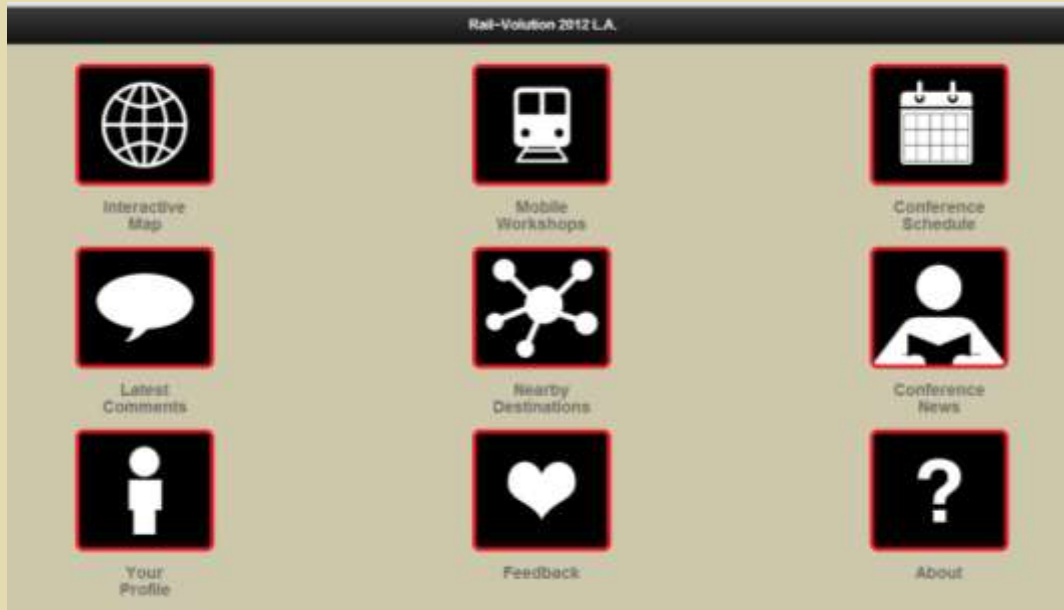 Rail~Volution 2012 L.A.
Interactive
Map
Mobile
Workshops
Conference
Schedule
Latest
Comments
Nearby
Destinations
Conference
News
Your
Profile
Feedback
?
About